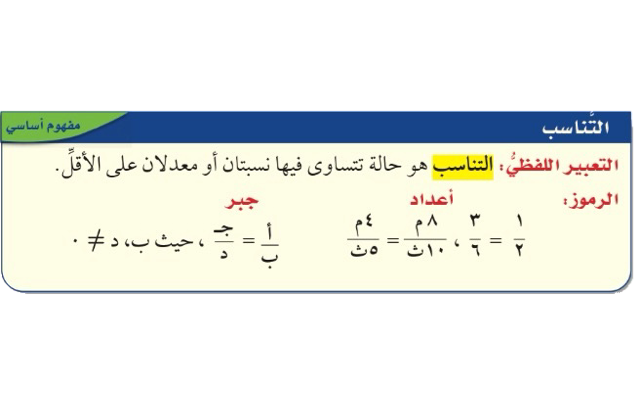 التَّناسب
مفهوم أساسي
التعبير اللفظيُّ: التناسب هو حالة تتساوى فيها نسبتان أو معدلان على الأقلِّ.
الرموز: أعداد جبر
١/٢ = ٣/٦ ، ٨ م/١٠ث = ٤م/٥ث أ/ب = جـ/د ، حيث ب، د ≠ ٠